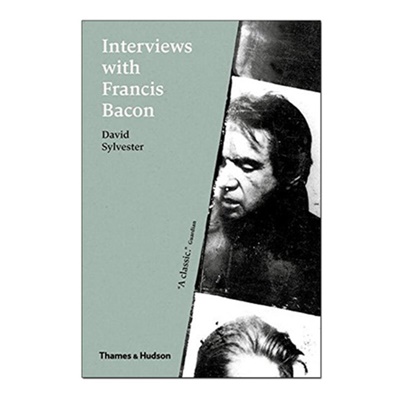 Interviews
with
Francis
Bacon
David
Sylvester
"A classic." Guardian
Thames & Hudson